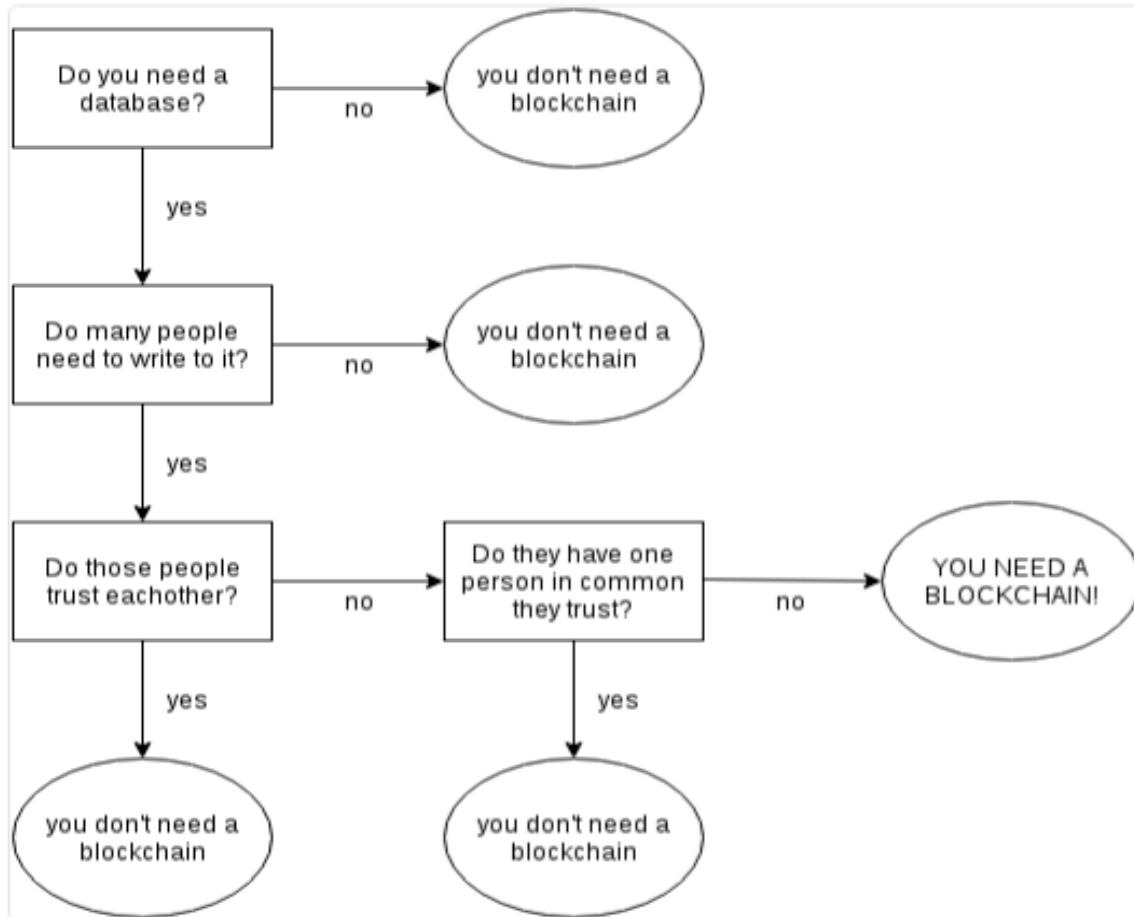 Do you need a
database?
no
you don't need a
blockchain
yes
Do many people
need to write to it?
no
you don't need a
blockchain
yes
Do those people
trust eachother?
no
Do they have one
person in common
they trust?
no
YOU NEED A
BLOCKCHAIN!
yes
yes
you don't need a
blockchain
you don't need a
blockchain